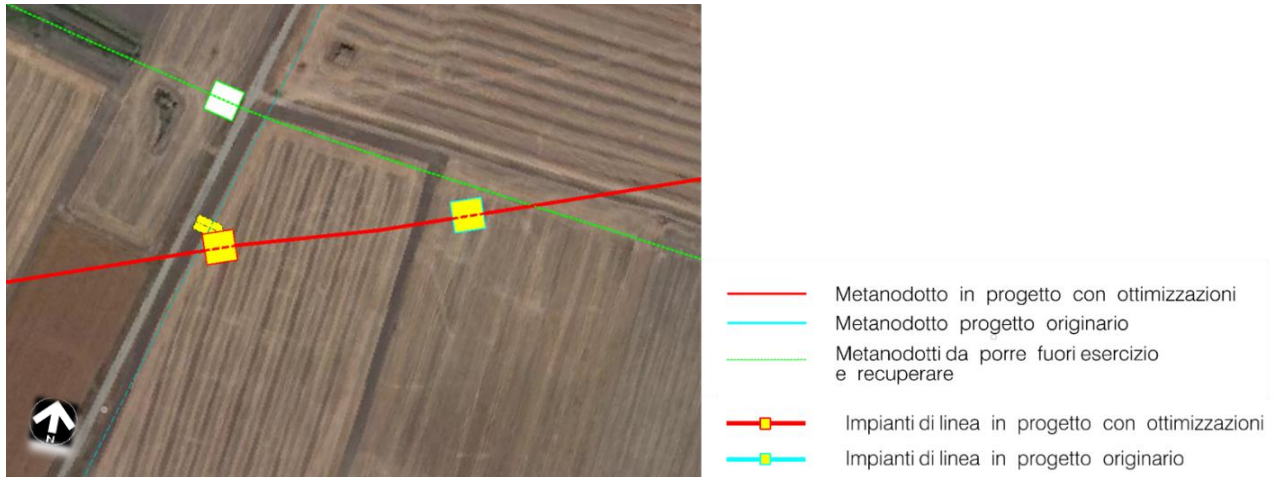 Metanodotto in progetto con ottimizzazioni
Metanodotto progetto originario
Metanodotti da porre fuori esercizio
e recuperare
Impianti di linea in progetto con ottimizzazioni
Impianti di linea in progetto originario
N